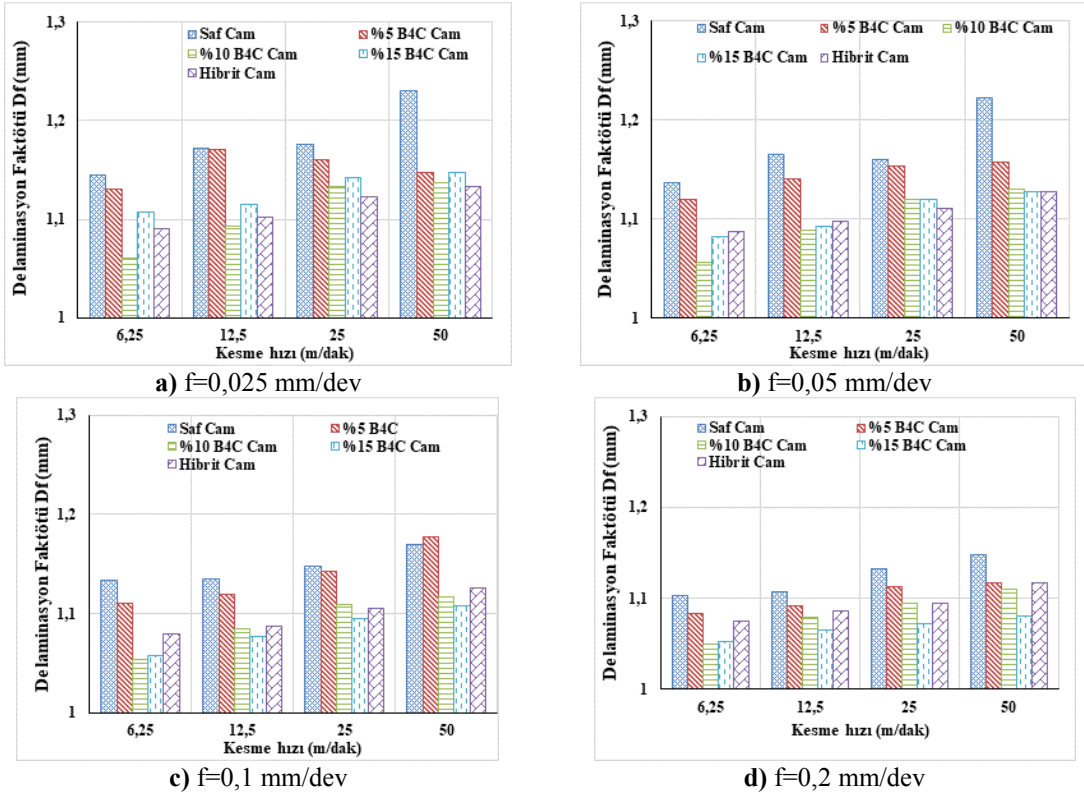 Delaminasyon Faktötü Df (mm)
1,3
1,2
1,1
1
Saf Cam
%5 B4C Cam
%10 B4C Cam
%15 B4C Cam
Hibrit Cam
6,25
12,5
25
50
Kesme hızı (m/dak)
a) f=0,025 mm/dev
Delaminasyon Faktötü Df (mm)
1,3
1,2
1,1
1
Saf Cam
%5 B4C Cam
%10 B4C Cam
%15 B4C Cam
Hibrit Cam
6,25
12,5
25
50
Kesme hızı (m/dak)
b) f=0,05 mm/dev
Delaminasyon Faktötü Df (mm)
1,3
1,2
1,1
1
Saf Cam
%5 B4C
%10 B4C Cam
%15 B4C Cam
Hibrit Cam
6,25
12,5
25
50
Kesme hızı (m/dak)
c) f=0,1 mm/dev
Delaminasyon Faktötü Df (mm)
1,3
1,2
1,1
1
Saf Cam
%5 B4C Cam
%10 B4C Cam
%15 B4C Cam
Hibrit Cam
6,25
12,5
25
50
Kesme hızı (m/dak)
d) f=0,2 mm/dev